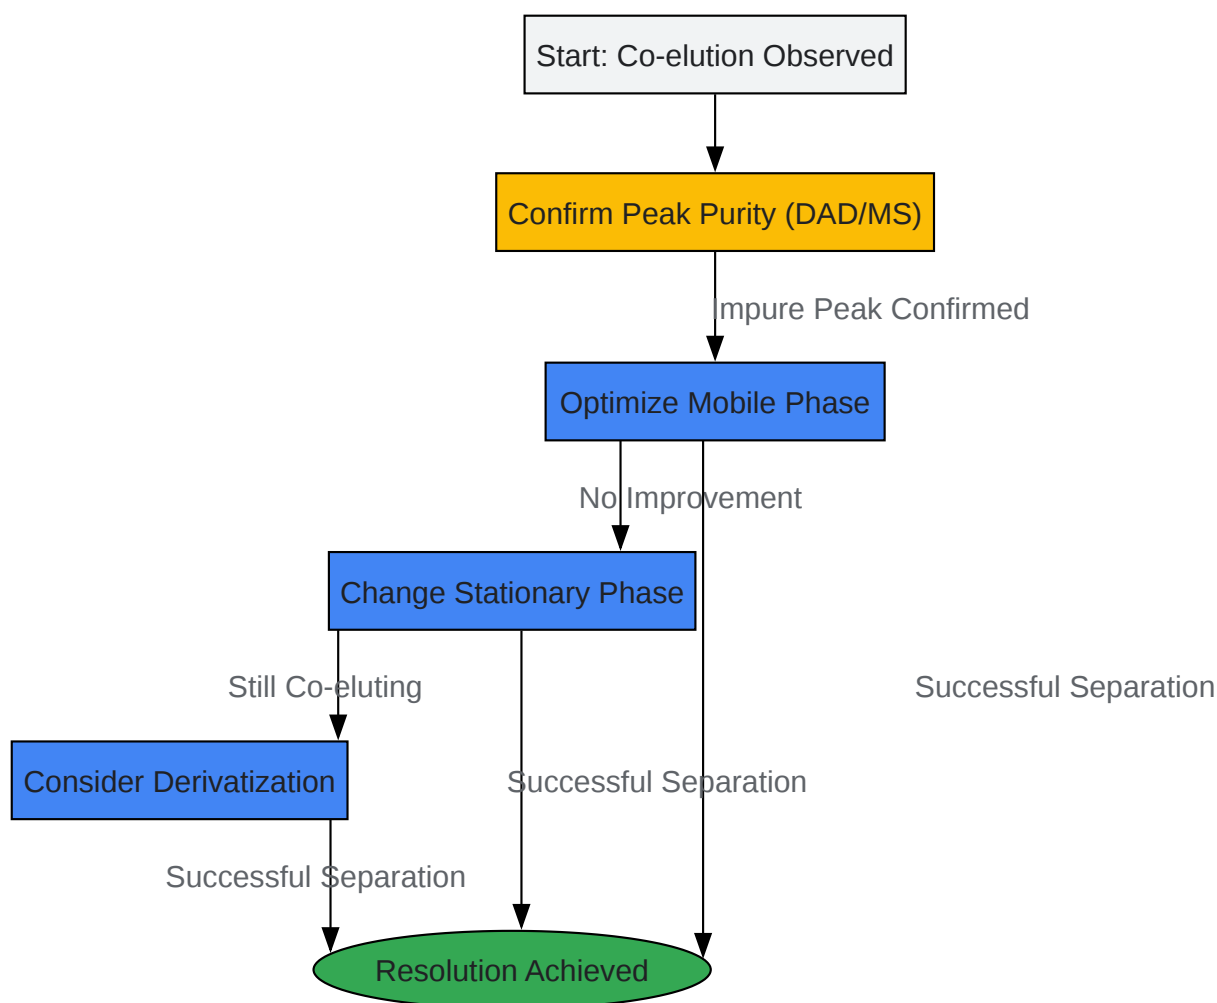 Start: Co-elution Observed
Confirm Peak Purity (DAD/MS)
Impure Peak Confirmed
Optimize Mobile Phase
No Improvement
Change Stationary Phase
Still Co-eluting
Successful Separation
Consider Derivatization
Successful Separation
Successful Separation
Resolution Achieved